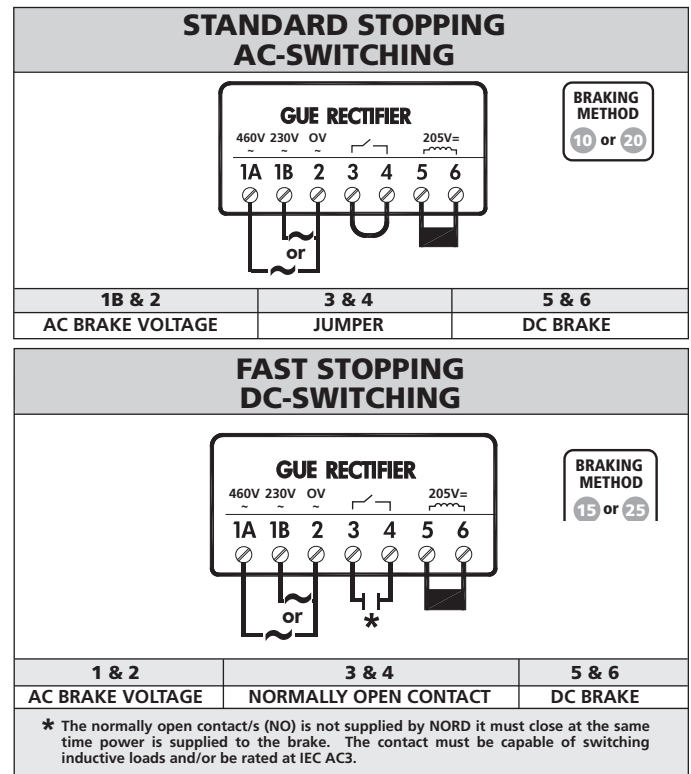 STANDARD STOPPING
AC-SWITCHING
GUE RECTIFIER
460V 230V OV 205V=
~ ~ ~
1A 1B 2 3 4 5 6
or
BRAKING
METHOD
10 or 20
1B & 2 3 & 4 5 & 6
AC BRAKE VOLTAGE JUMPER DC BRAKE
FAST STOPPING
DC-SWITCHING
GUE RECTIFIER
460V 230V OV 205V=
~ ~ ~
1A 1B 2 3 4 5 6
or
*
BRAKING
METHOD
15 or 25
1 & 2 3 & 4 5 & 6
AC BRAKE VOLTAGE NORMALLY OPEN CONTACT DC BRAKE
* The normally open contact/s (NO) is not supplied by NORD it must close at the same
time power is supplied to the brake. The contact must be capable of switching
inductive loads and/or be rated at IEC AC3.